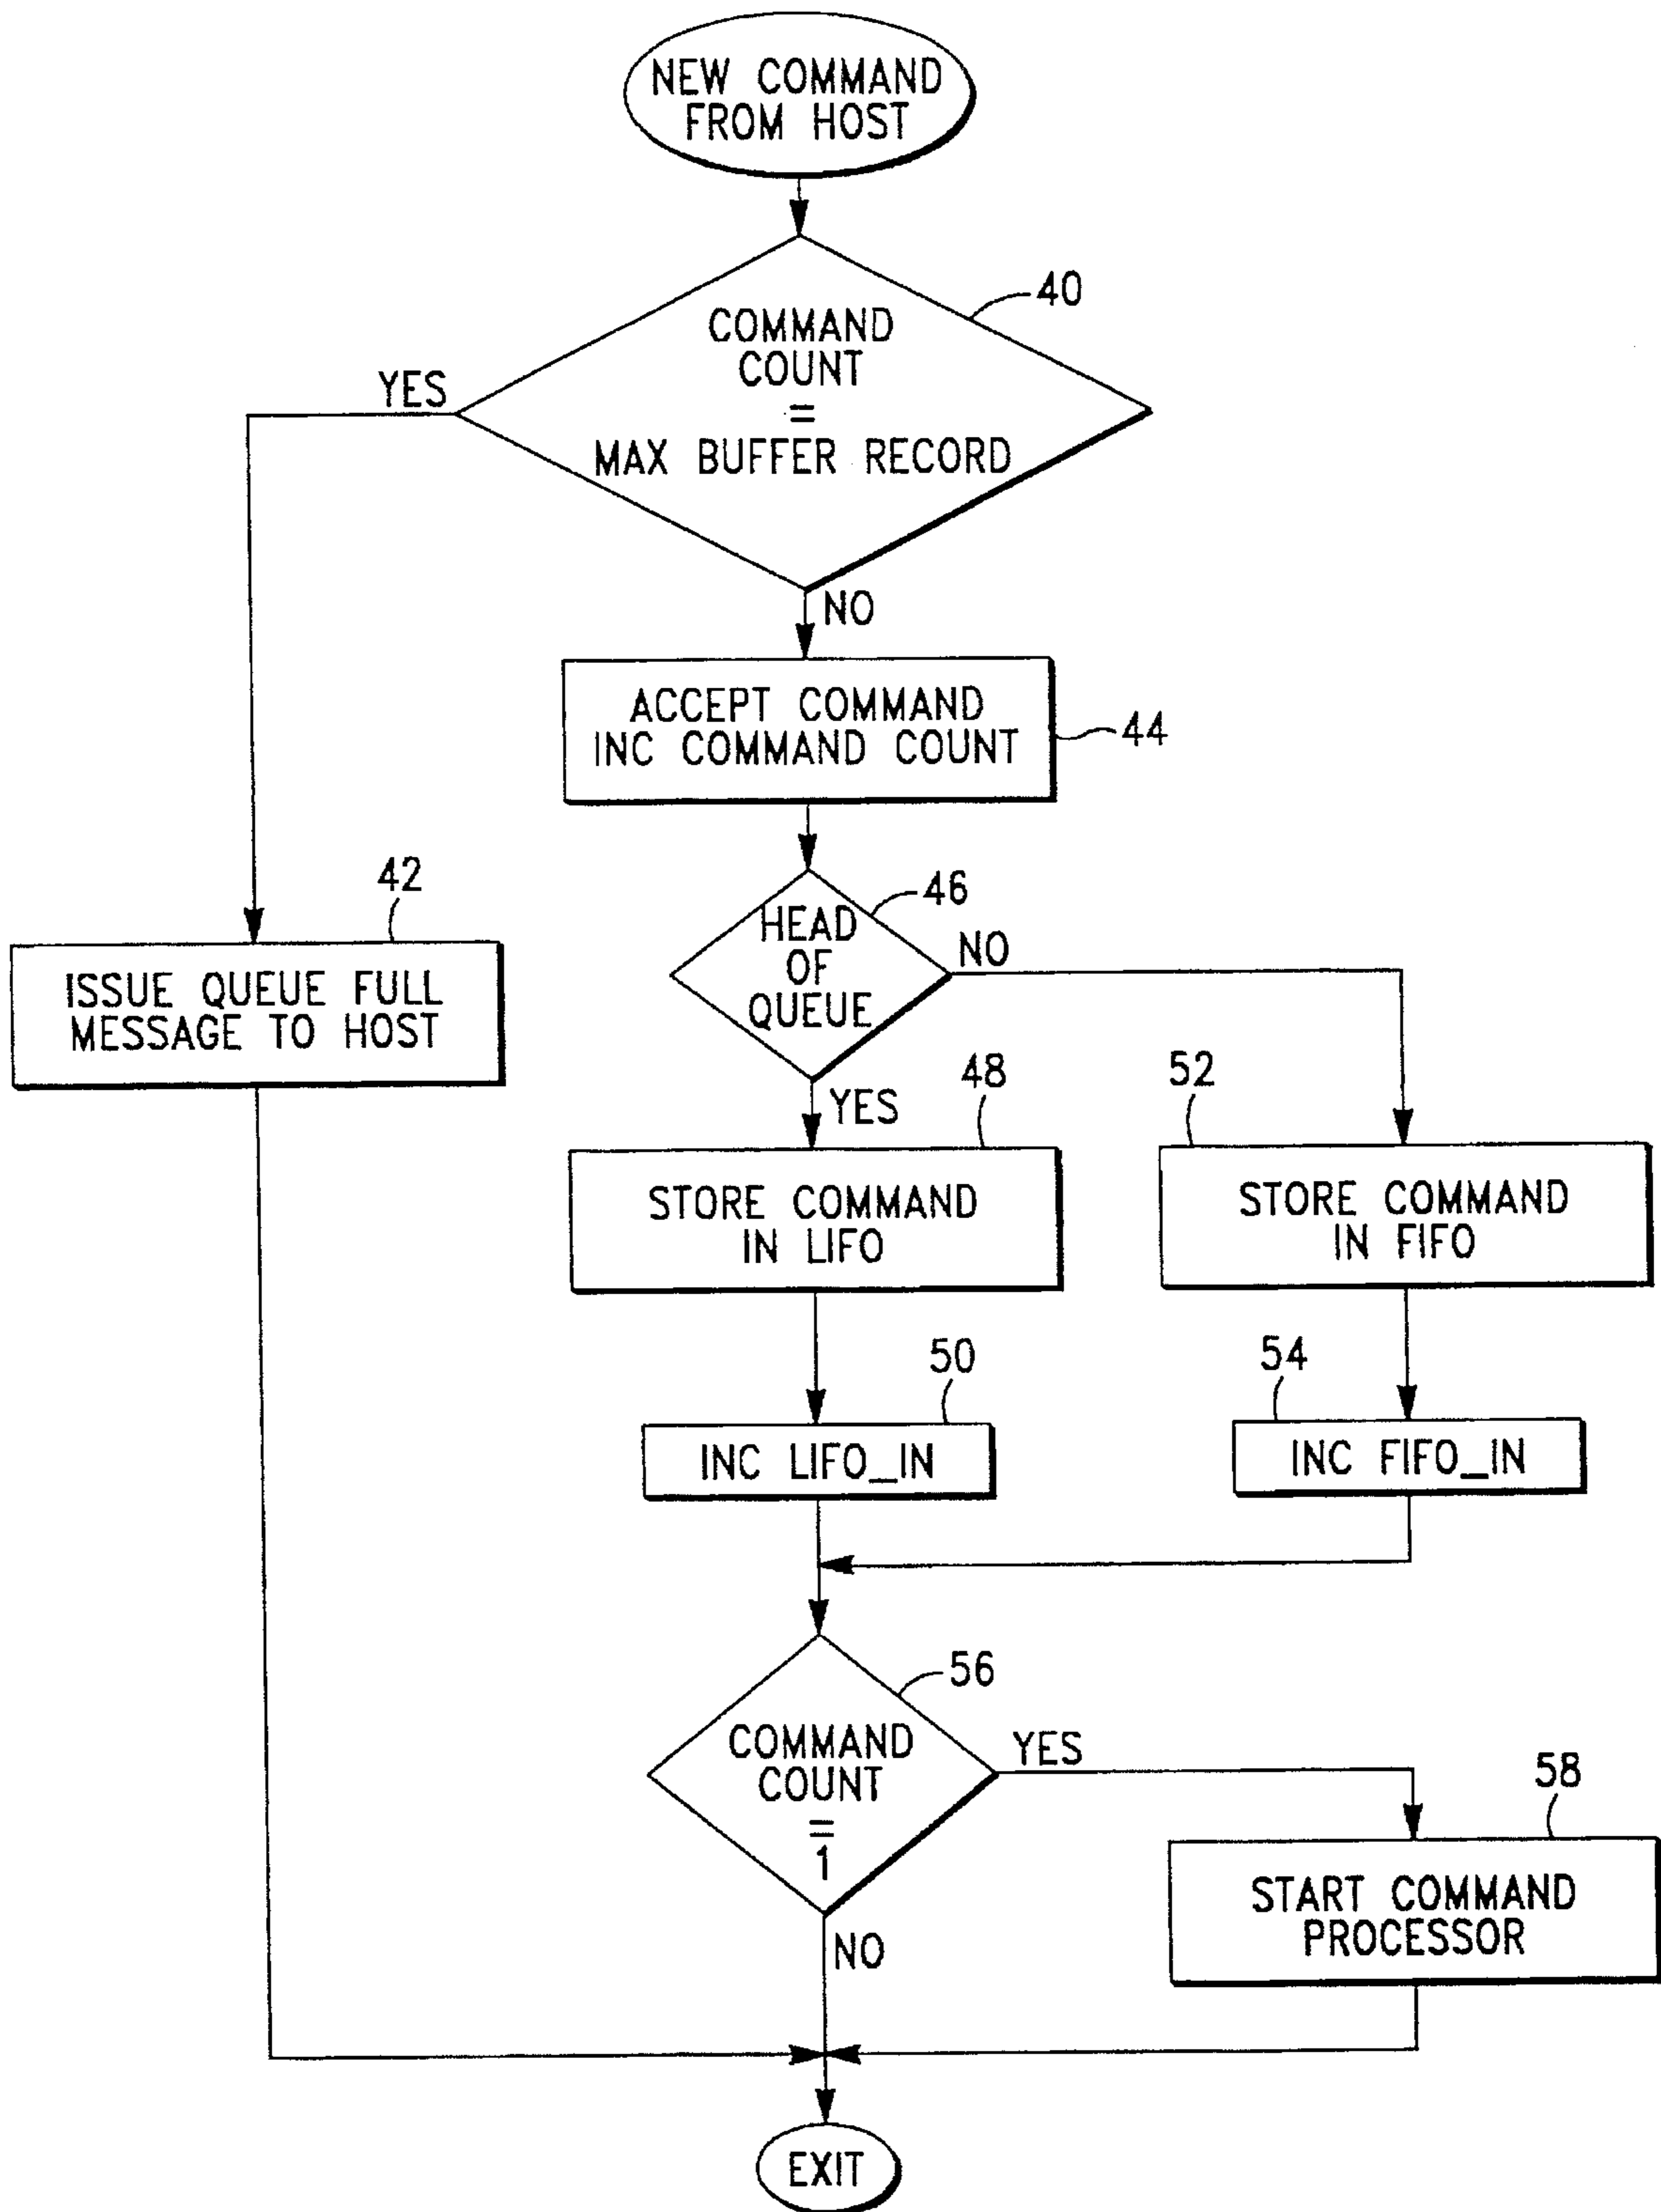 NEW COMMAND
FROM HOST
40
COMMAND
COUNT
=
MAX BUFFER RECORD
YES
NO
ACCEPT COMMAND
INC COMMAND COUNT
44
42
ISSUE QUEUE FULL
MESSAGE TO HOST
46
HEAD
OF
QUEUE
NO
YES
48
STORE COMMAND
IN LIFO
52
STORE COMMAND
IN FIFO
50
INC LIFO_IN
54
INC FIFO_IN
56
COMMAND
COUNT
=
1
YES
NO
58
START COMMAND
PROCESSOR
EXIT